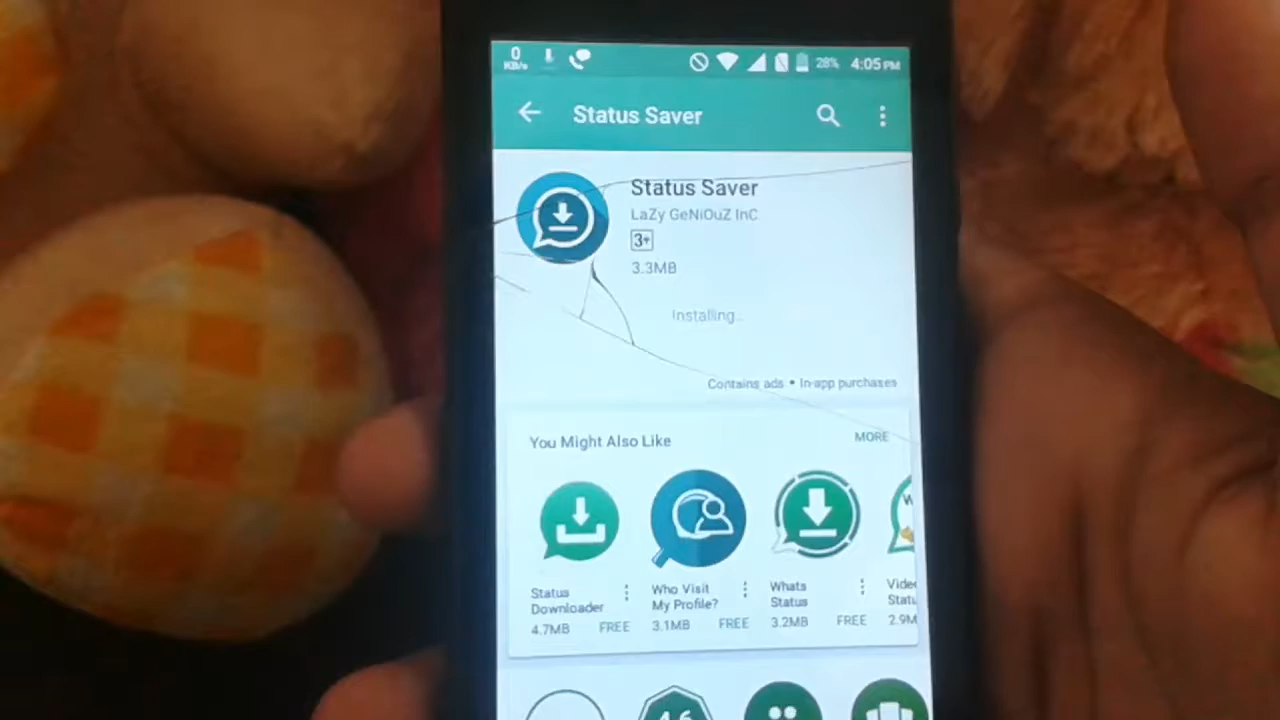 0
KB/s
28% 4:05 PM
Status Saver
Status Saver
LaZy GeNiOuZ InC
3+
3.3MB
Installing...
Contains ads • In-app purchases
You Might Also Like MORE
Status Downloader
4.7MB FREE
Who Visit My Profile?
3.1MB FREE
Whats Status
3.2MB FREE
2.9M
4.6